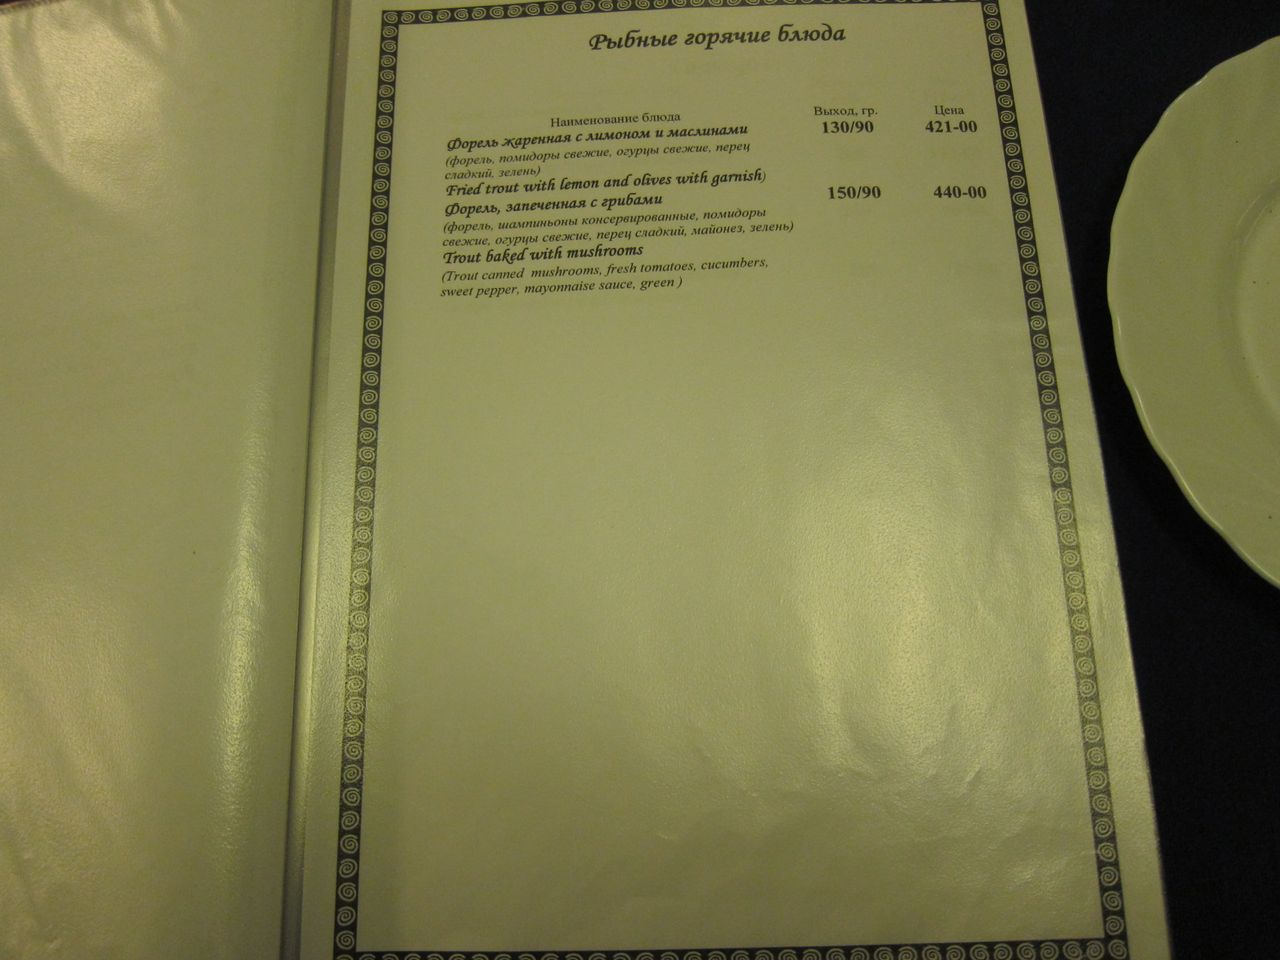 Рыбные горячие блюда
Наименование блюда Выход, гр. Цена
Форель жаренная с лимоном и маслинами 130/90 421-00
(форель, помидоры свежие, огурцы свежие, перец
сладкий, зелень)
Fried trout with lemon and olives with garnish)
Форель, запеченная с грибами 150/90 440-00
(форель, шампиньоны консервированные, помидоры
свежие, огурцы свежие, перец сладкий, майонез, зелень)
Trout baked with mushrooms
(Trout canned mushrooms, fresh tomatoes, cucumbers,
sweet pepper, mayonnaise sauce, green )